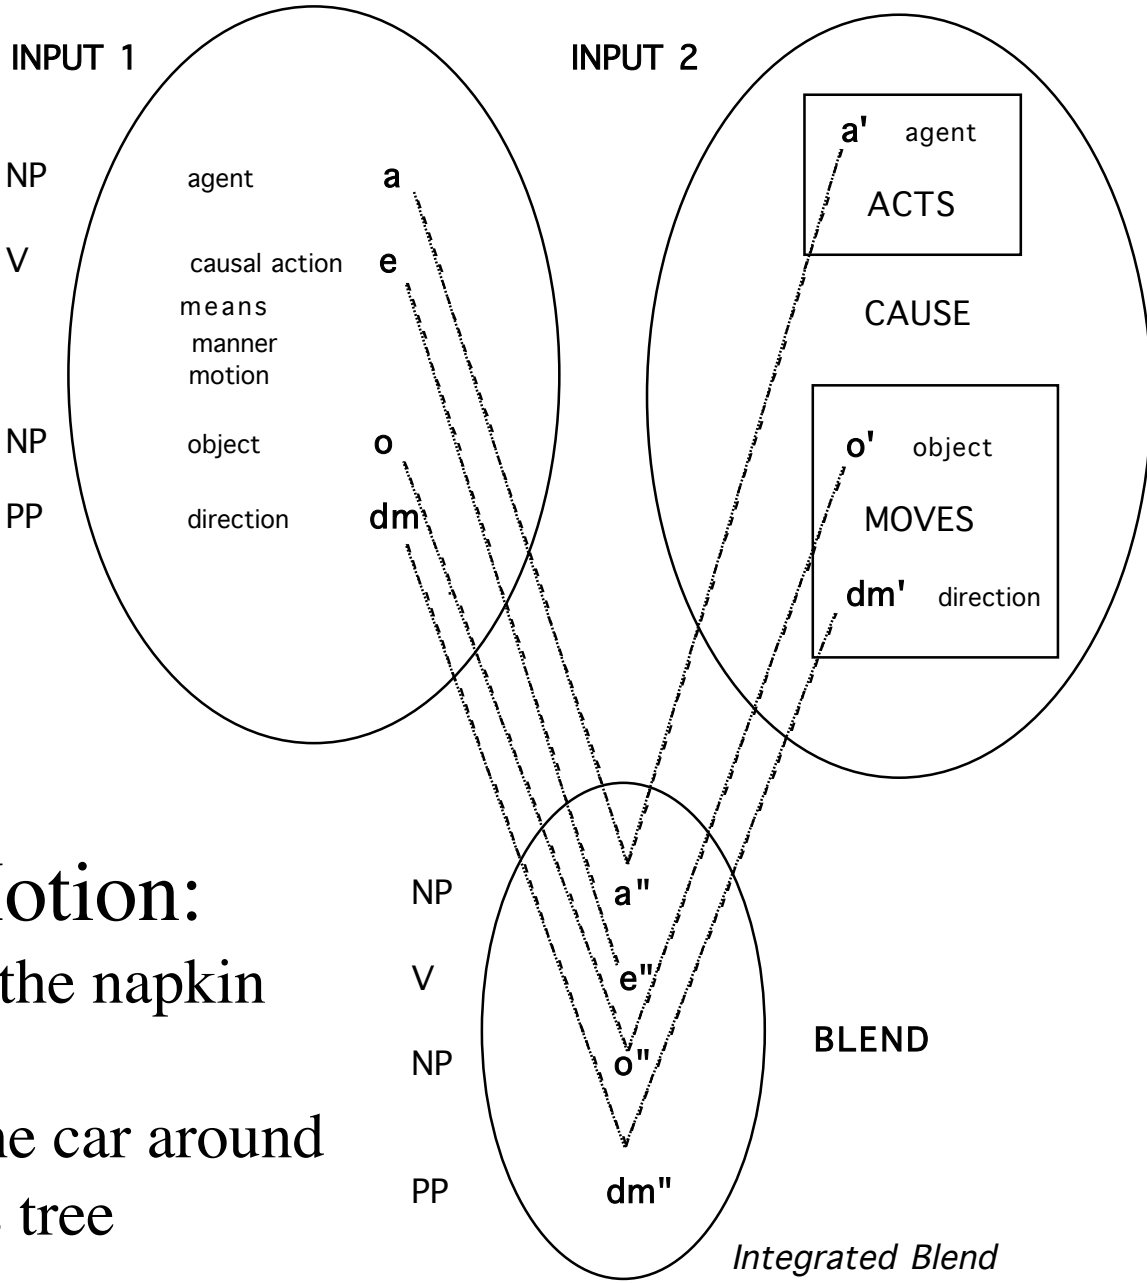 INPUT 1
NP agent a
V causal action e
means
manner
motion
NP object o
PP direction dm
INPUT 2
a' agent
ACTS
CAUSE
o' object
MOVES
dm' direction
otion:
the napkin
e car around
tree
NP a"
V e"
NP o"
PP dm"
BLEND
Integrated Blend